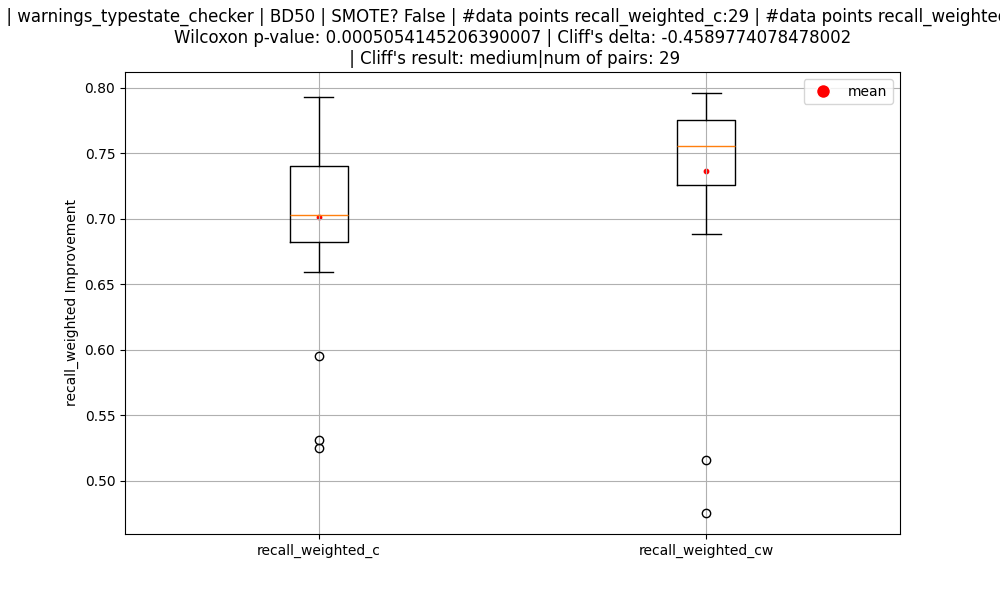 | warnings_typestate_checker | BD50 | SMOTE? False | #data points recall_weighted_c:29 | #data points recall_weighted
Wilcoxon p-value: 0.0005054145206390007 | Cliff's delta: -0.4589774078478002
| Cliff's result: medium|num of pairs: 29
mean
0.80
0.75
0.70
0.65
0.60
0.55
0.50
recall_weighted Improvement
recall_weighted_c
recall_weighted_cw